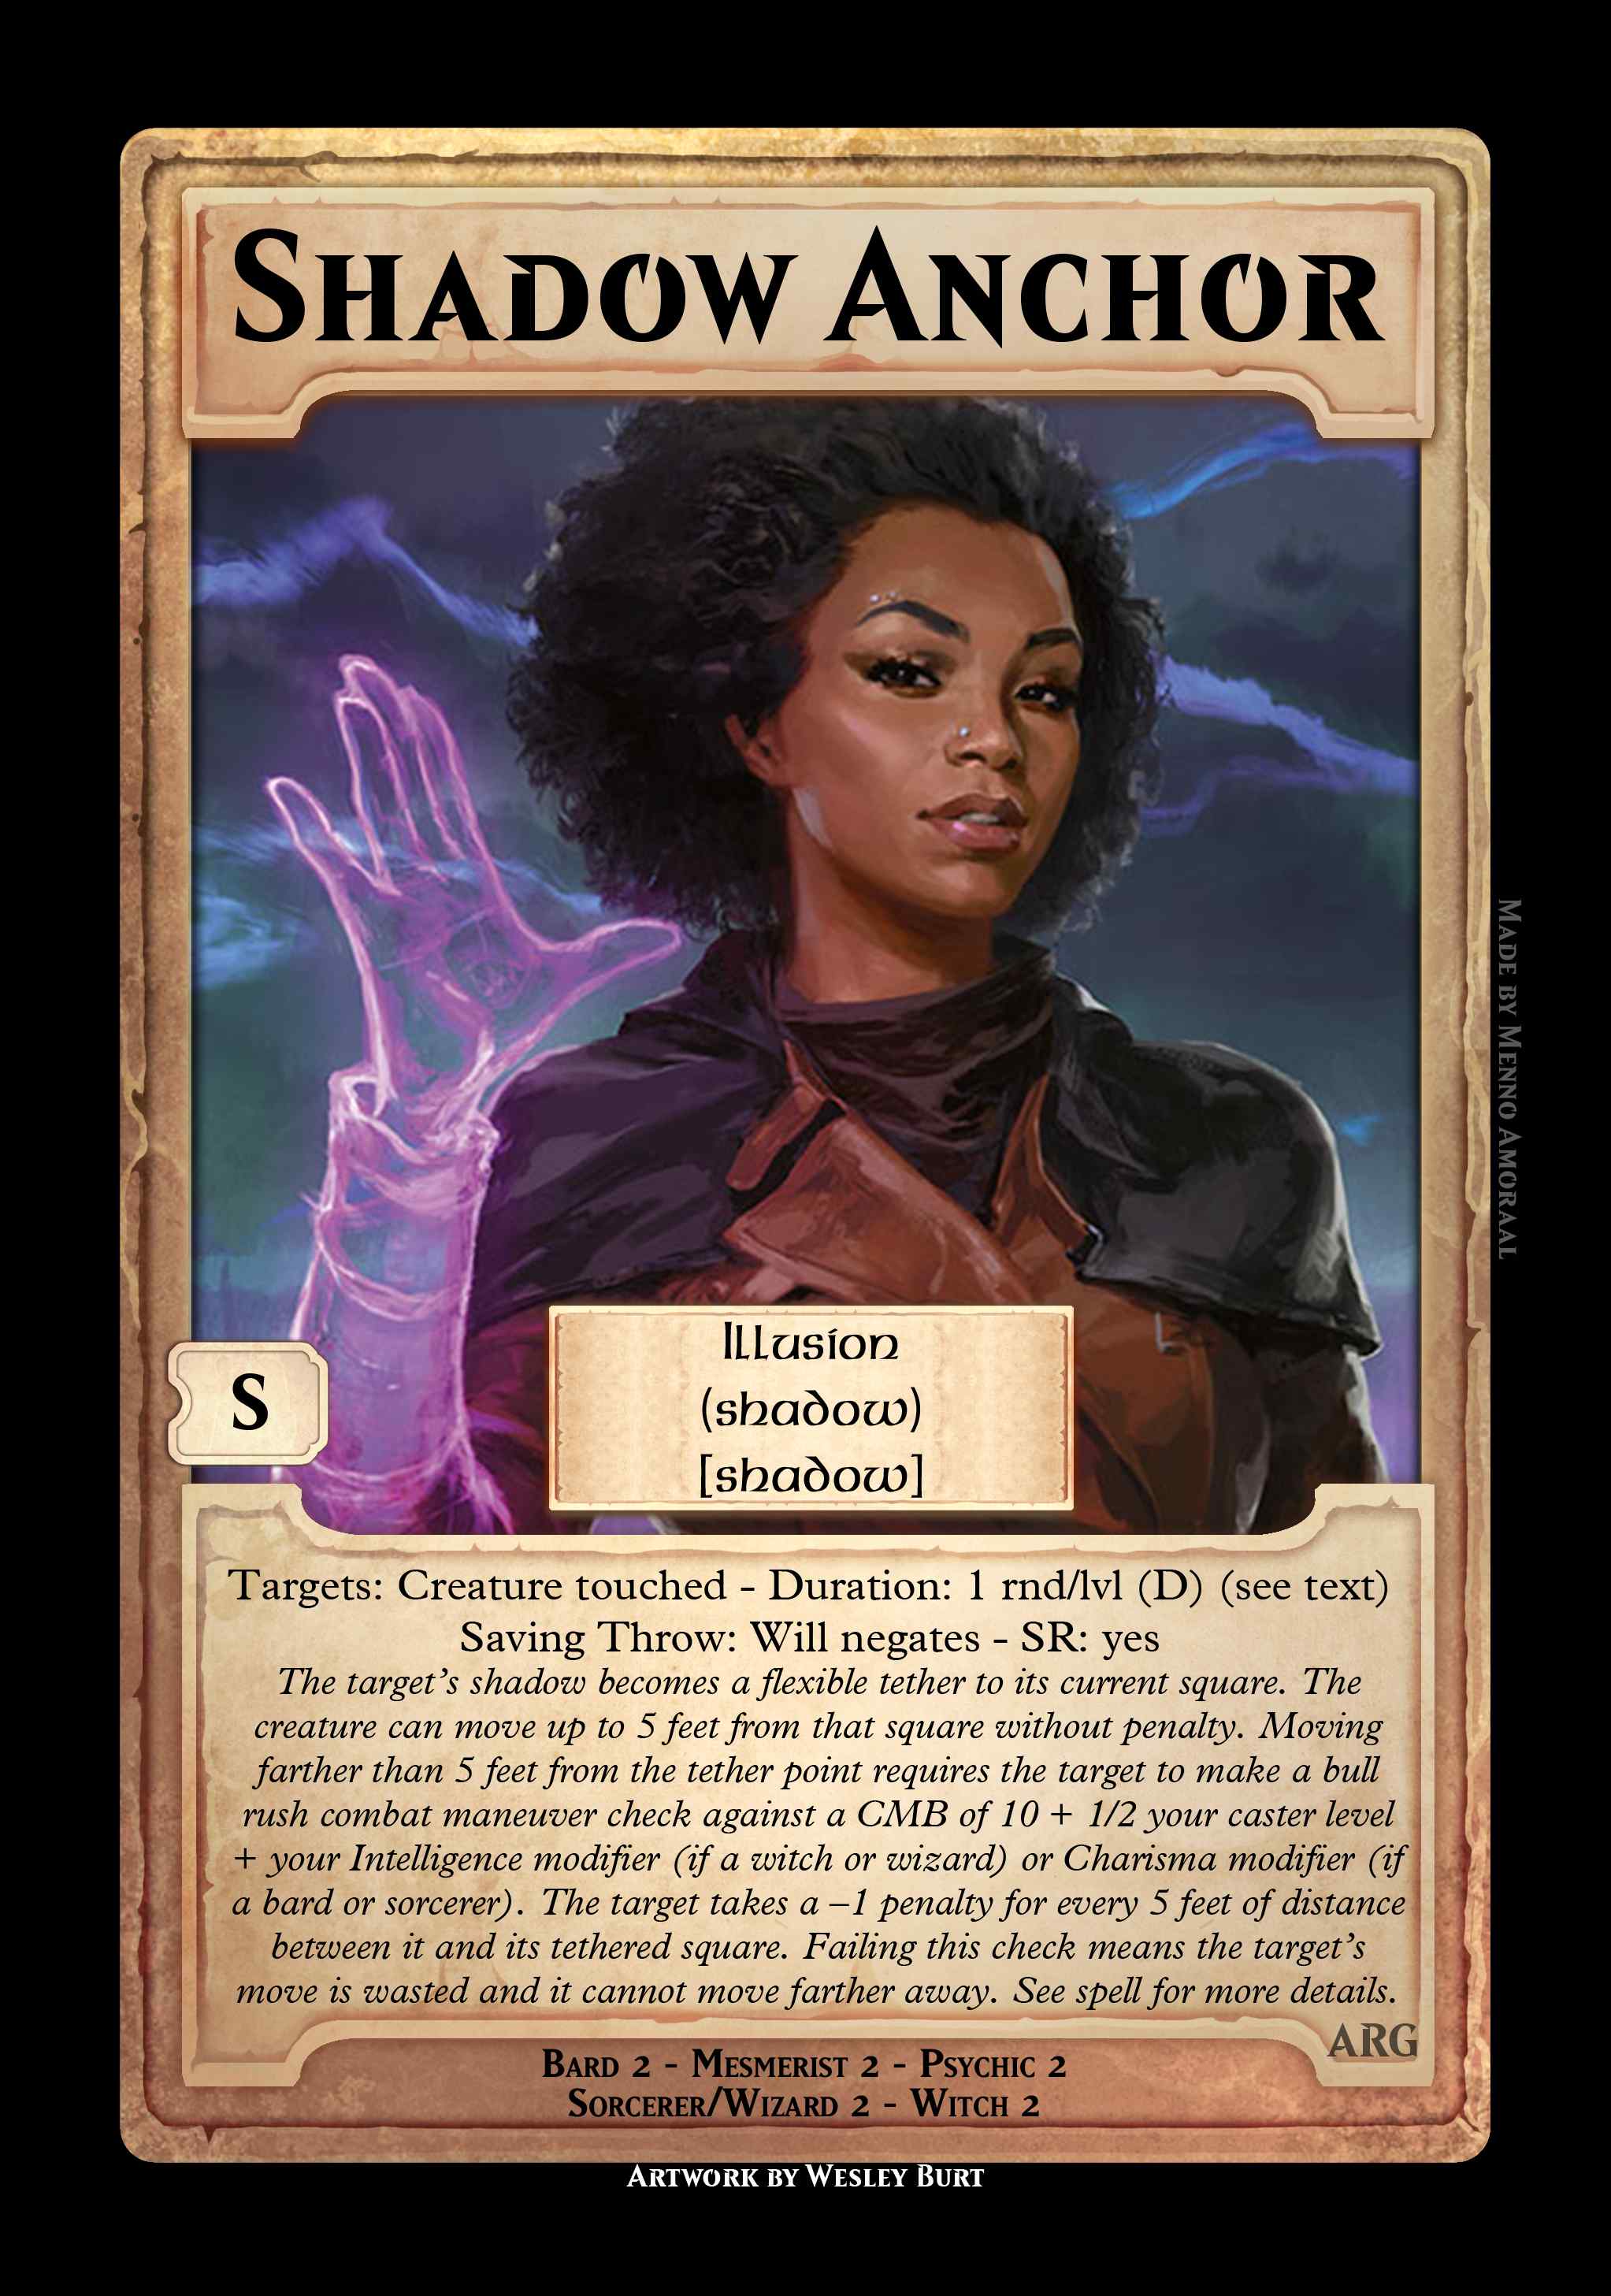 Shadow Anchor
Made by Menno Amoraal
S
Illusion
(shadow)
[shadow]
Targets: Creature touched - Duration: 1 rnd/lvl (D) (see text)
Saving Throw: Will negates - SR: yes
The target's shadow becomes a flexible tether to its current square. The
creature can move up to 5 feet from that square without penalty. Moving
farther than 5 feet from the tether point requires the target to make a bull
rush combat maneuver check against a CMB of 10 + 1/2 your caster level
+ your Intelligence modifier (if a witch or wizard) or Charisma modifier (if
a bard or sorcerer). The target takes a –1 penalty for every 5 feet of distance
between it and its tethered square. Failing this check means the target's
move is wasted and it cannot move farther away. See spell for more details.
ARG
Bard 2 - Mesmerist 2 - Psychic 2
Sorcerer/Wizard 2 - Witch 2
Artwork by Wesley Burt